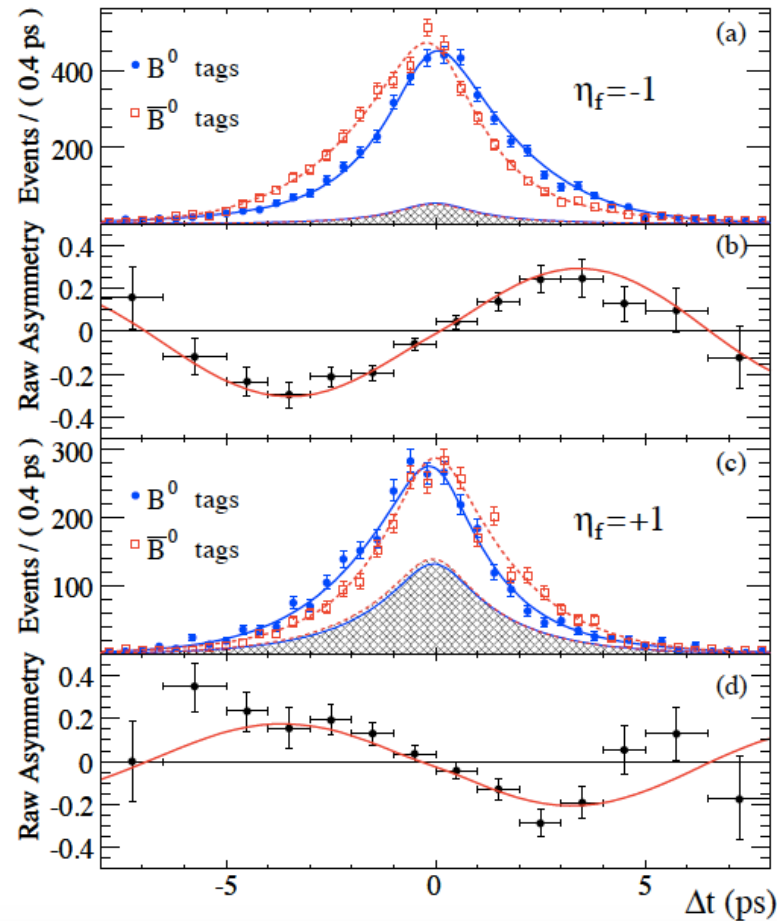 (a)
B⁰ tags
B̅⁰ tags
η_f=-1
Events / ( 0.4 ps )
400
200
(b)
Raw Asymmetry
0.4
0.2
0
-0.2
-0.4
(c)
B⁰ tags
B̅⁰ tags
η_f=+1
Events / ( 0.4 ps )
300
200
100
(d)
Raw Asymmetry
0.4
0.2
0
-0.2
-0.4
-5
0
5
Δt (ps)